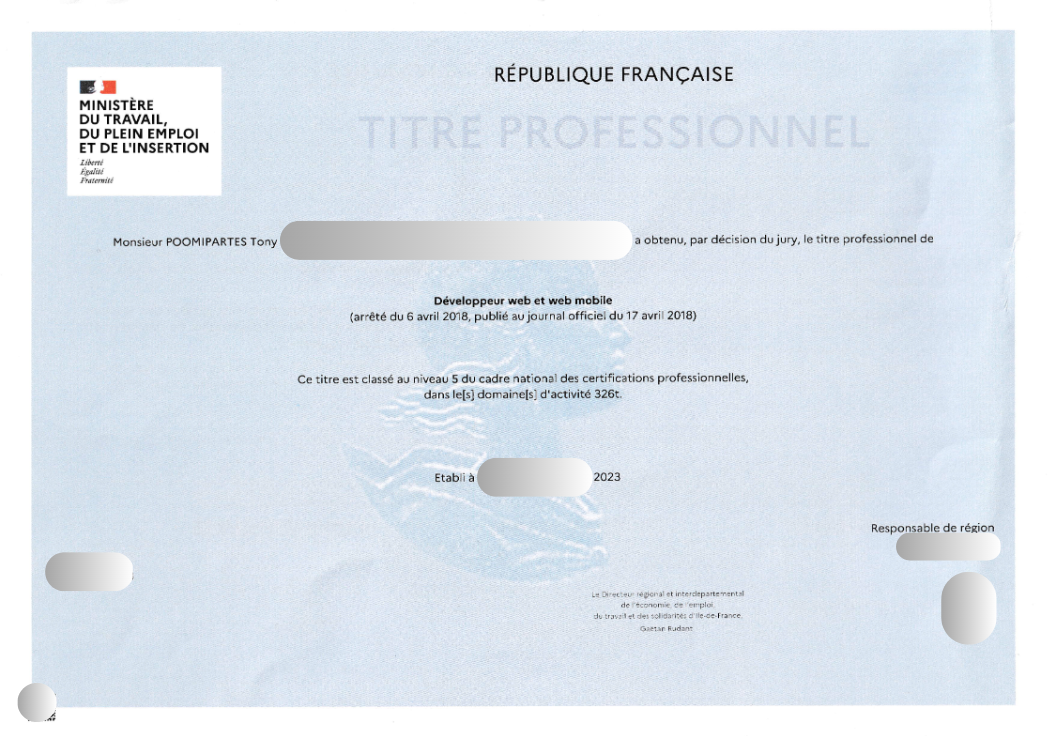 RÉPUBLIQUE FRANÇAISE
MINISTÈRE
DU TRAVAIL,
DU PLEIN EMPLOI
ET DE L'INSERTION
Liberté
Égalité
Fraternité
TITRE PROFESSIONNEL
Monsieur POOMIPARTES Tony a obtenu, par décision du jury, le titre professionnel de
Développeur web et web mobile
(arrêté du 6 avril 2018, publié au journal officiel du 17 avril 2018)
Ce titre est classé au niveau 5 du cadre national des certifications professionnelles,
dans le[s] domaine[s] d'activité 326t.
Etabli à 2023
Responsable de région
Le Directeur régional et interdépartemental
de l'économie, de l'emploi,
du travail et des solidarités d'Ile-de-France,
Gaëtan Rudant